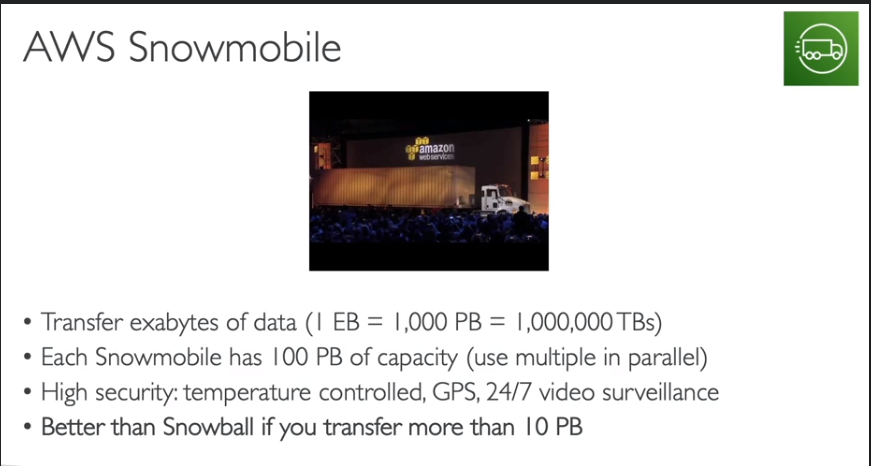 AWS Snowmobile
amazon
webservices
• Transfer exabytes of data (1 EB = 1,000 PB = 1,000,000 TBs)
• Each Snowmobile has 100 PB of capacity (use multiple in parallel)
• High security: temperature controlled, GPS, 24/7 video surveillance
• Better than Snowball if you transfer more than 10 PB